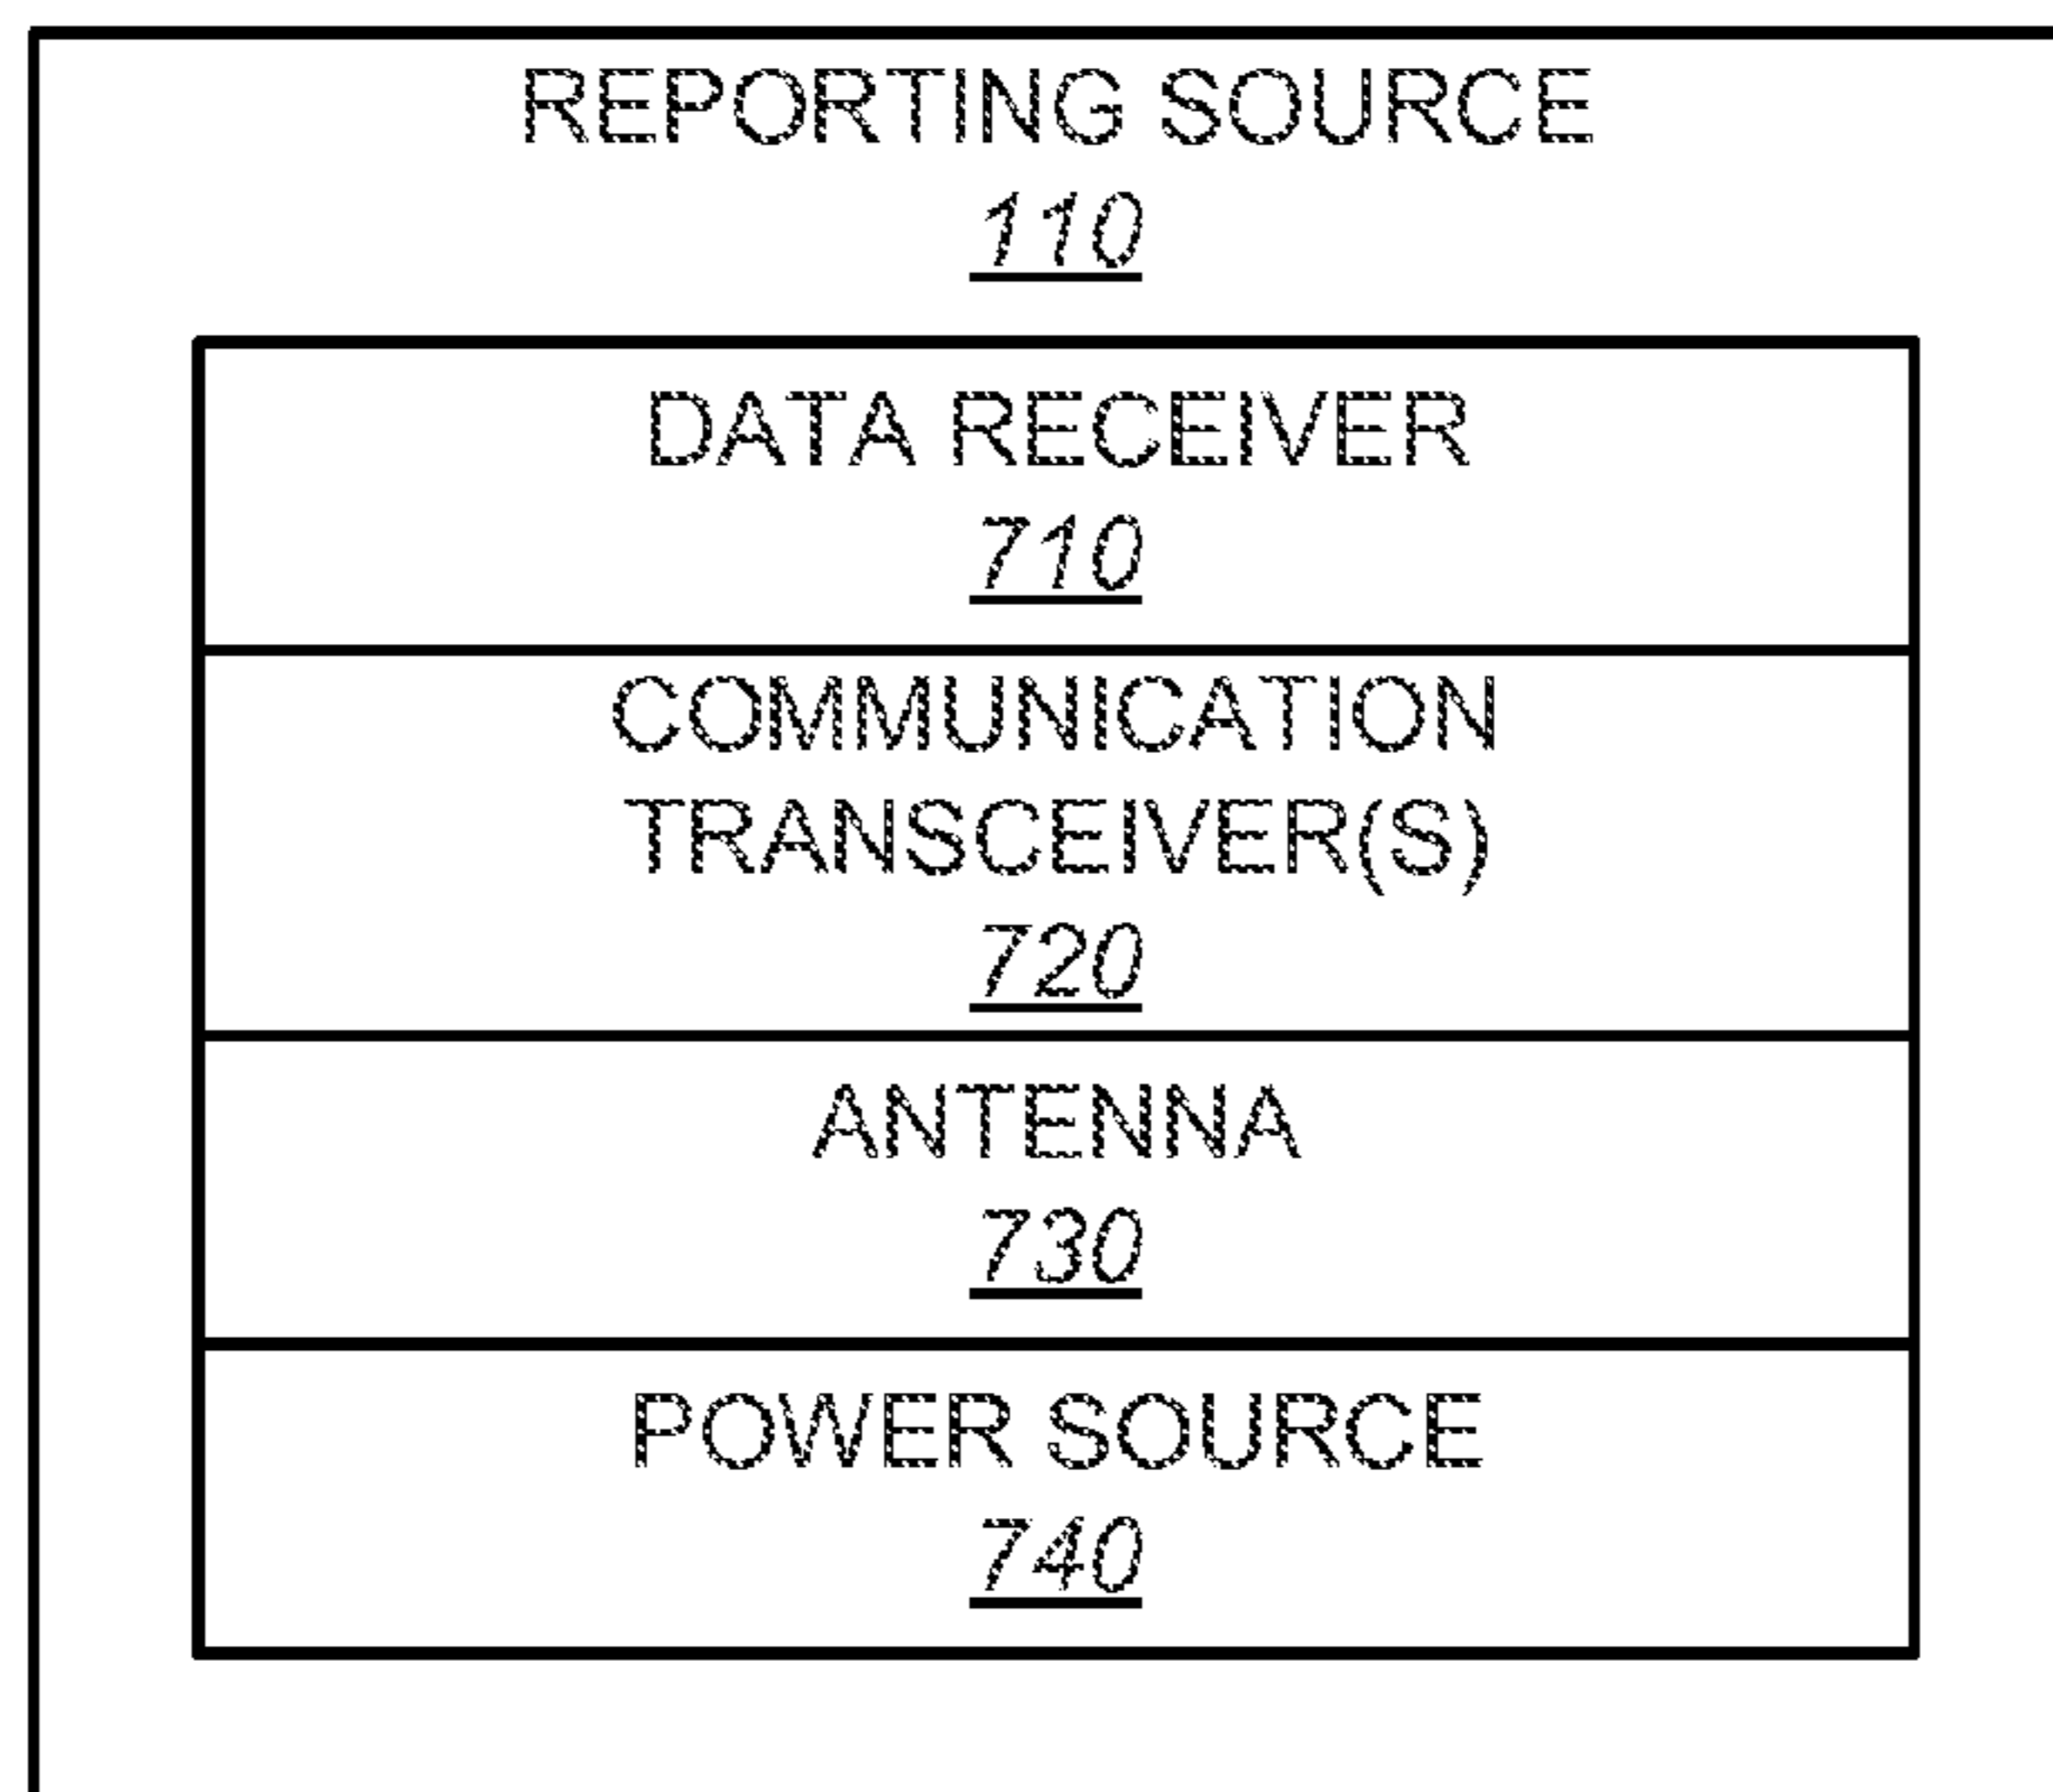 REPORTING SOURCE
110
DATA RECEIVER
710
COMMUNICATION
TRANSCEIVER(S)
720
ANTENNA
730
POWER SOURCE
740